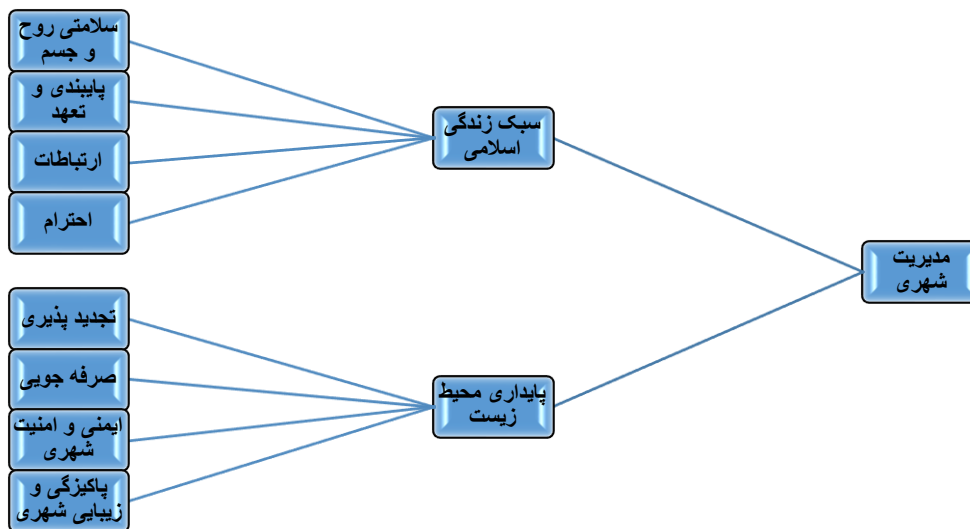 مدیریت
شهری
سبک زندگی
اسلامی
سلامتی روح
و جسم
پایبندی و
تعهد
ارتباطات
احترام
پایداری محیط
زیست
تجدید پذیری
صرفه جویی
ایمنی و امنیت
شهری
پاکیزگی و
زیبایی شهری